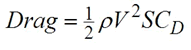 Drag = ½ρV²SC_D